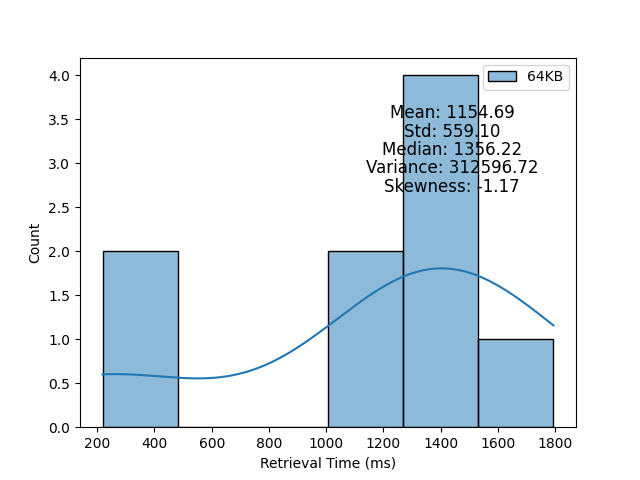 64KB
Mean: 1154.69
Std: 559.10
Median: 1356.22
Variance: 312596.72
Skewness: -1.17
4.0
3.5
3.0
2.5
2.0
1.5
1.0
0.5
0.0
Count
200 400 600 800 1000 1200 1400 1600 1800
Retrieval Time (ms)